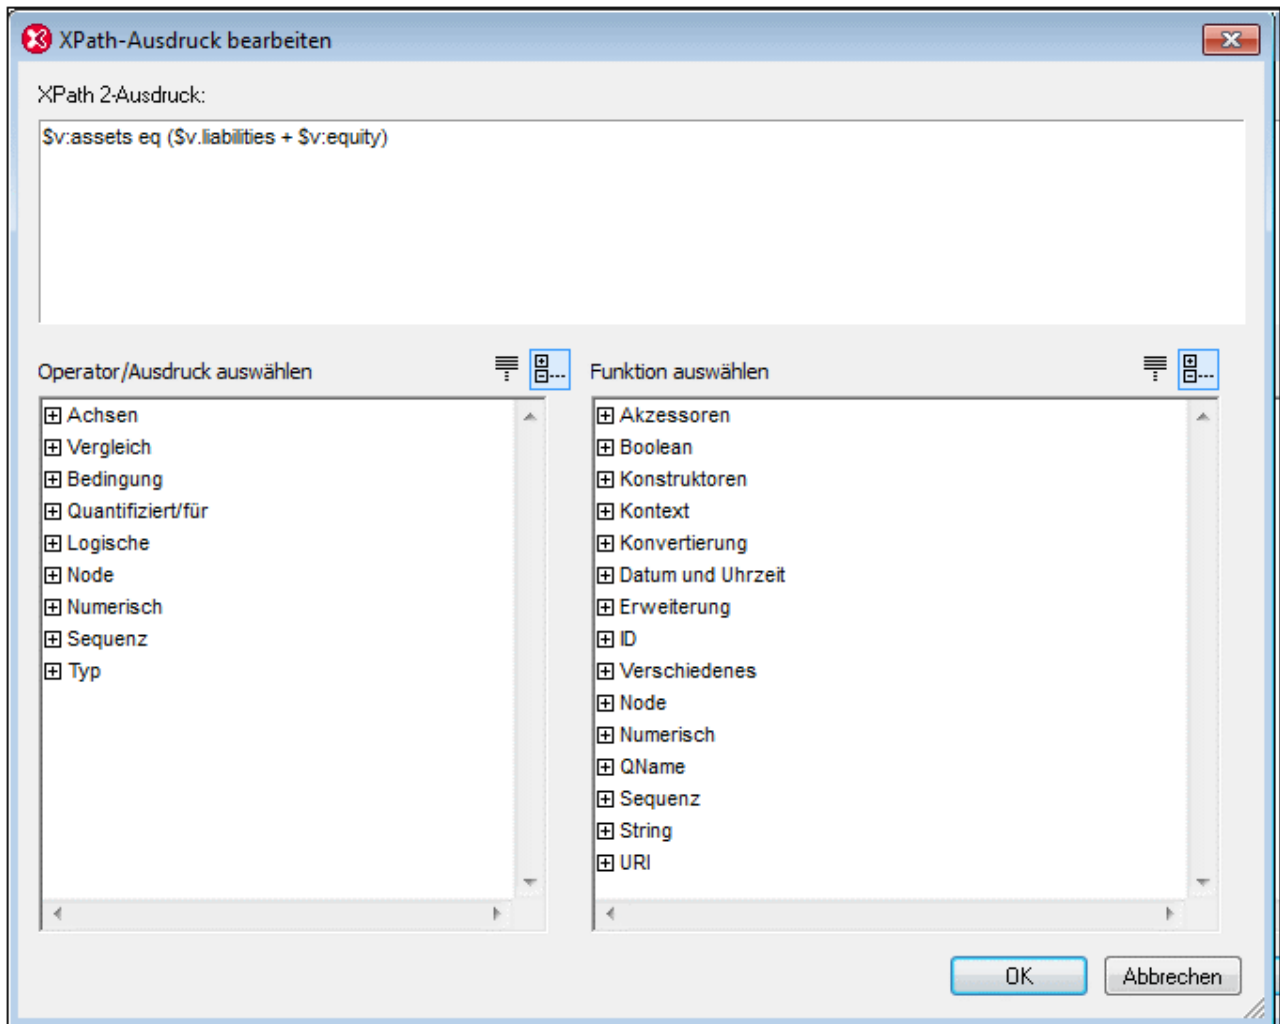 XPath-Ausdruck bearbeiten
XPath 2-Ausdruck:
$v:assets eq ($v.liabilities + $v:equity)
Operator/Ausdruck auswählen
Achsen
Vergleich
Bedingung
Quantifiziert/für
Logische
Node
Numerisch
Sequenz
Typ
Funktion auswählen
Akzessoren
Boolean
Konstruktoren
Kontext
Konvertierung
Datum und Uhrzeit
Erweiterung
ID
Verschiedenes
Node
Numerisch
QName
Sequenz
String
URI
OK
Abbrechen